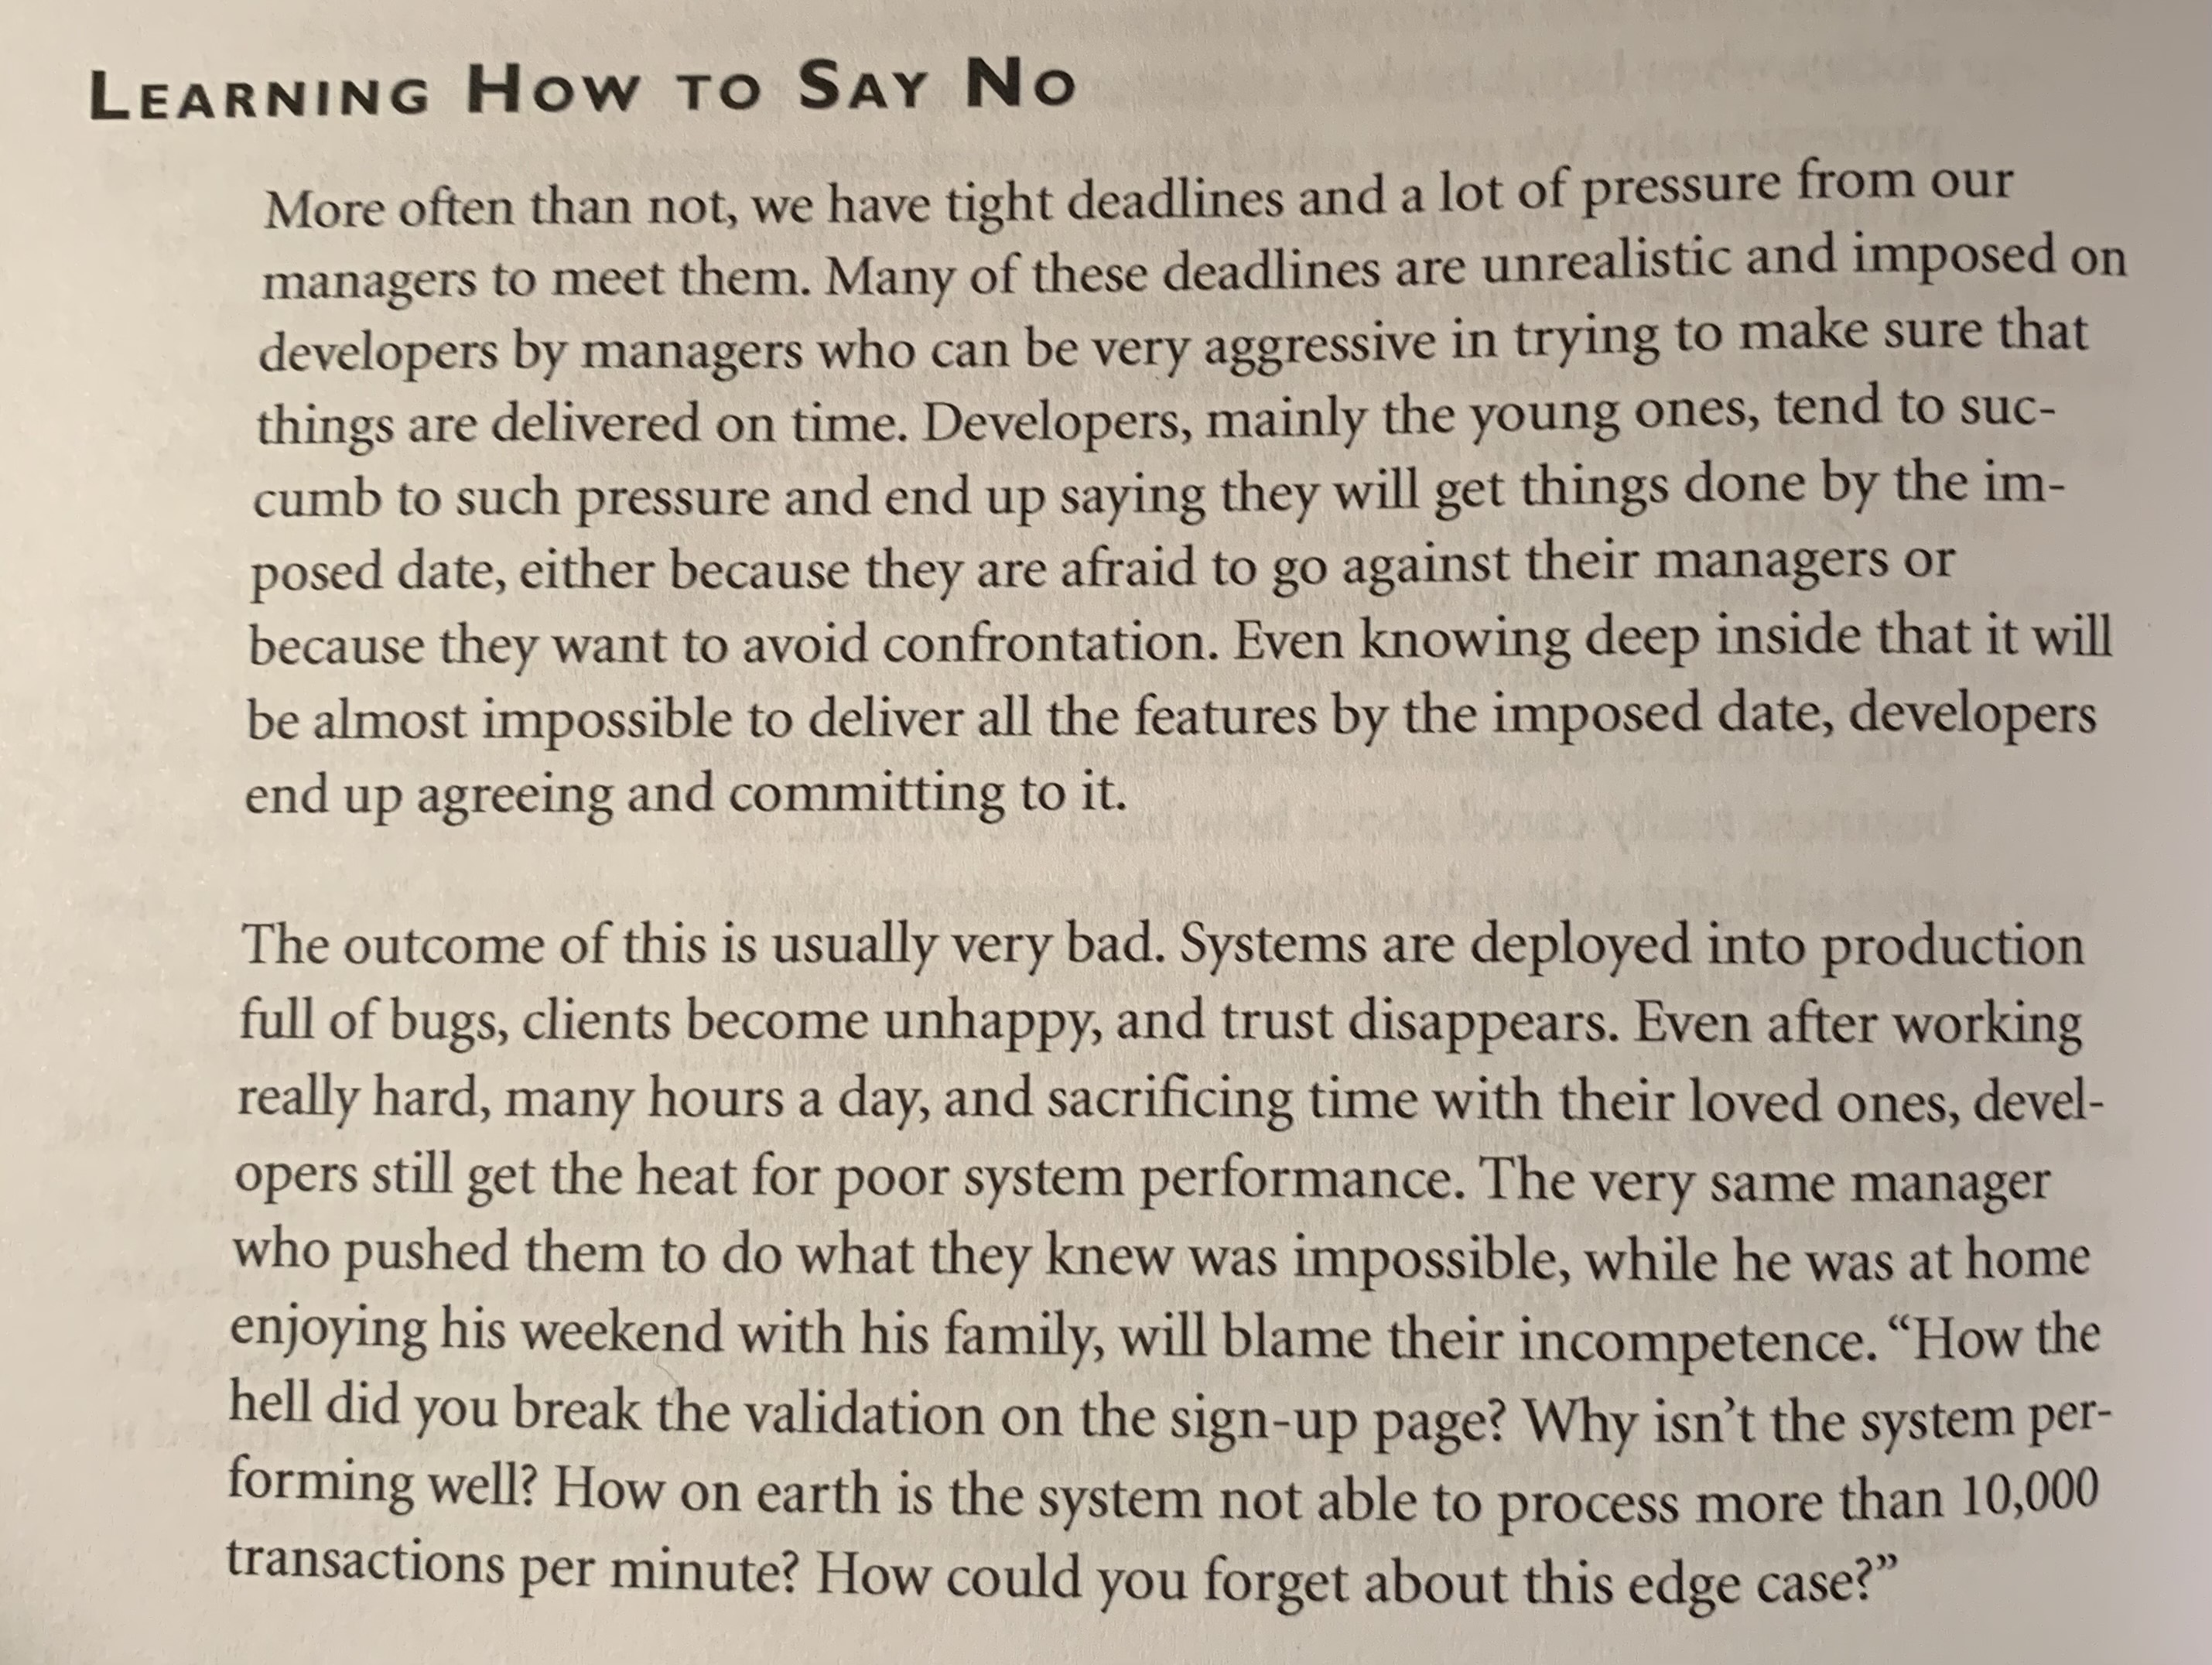 LEARNING HOW TO SAY NO
More often than not, we have tight deadlines and a lot of pressure from our
managers to meet them. Many of these deadlines are unrealistic and imposed on
developers by managers who can be very aggressive in trying to make sure that
things are delivered on time. Developers, mainly the young ones, tend to suc-
cumb to such pressure and end up saying they will get things done by the im-
posed date, either because they are afraid to go against their managers or
because they want to avoid confrontation. Even knowing deep inside that it will
be almost impossible to deliver all the features by the imposed date, developers
end up agreeing and committing to it.
The outcome of this is usually very bad. Systems are deployed into production
full of bugs, clients become unhappy, and trust disappears. Even after working
really hard, many hours a day, and sacrificing time with their loved ones, devel-
opers still get the heat for poor system performance. The very same manager
who pushed them to do what they knew was impossible, while he was at home
enjoying his weekend with his family, will blame their incompetence. “How the
hell did you break the validation on the sign-up page? Why isn’t the system per-
forming well? How on earth is the system not able to process more than 10,000
transactions per minute? How could you forget about this edge case?”